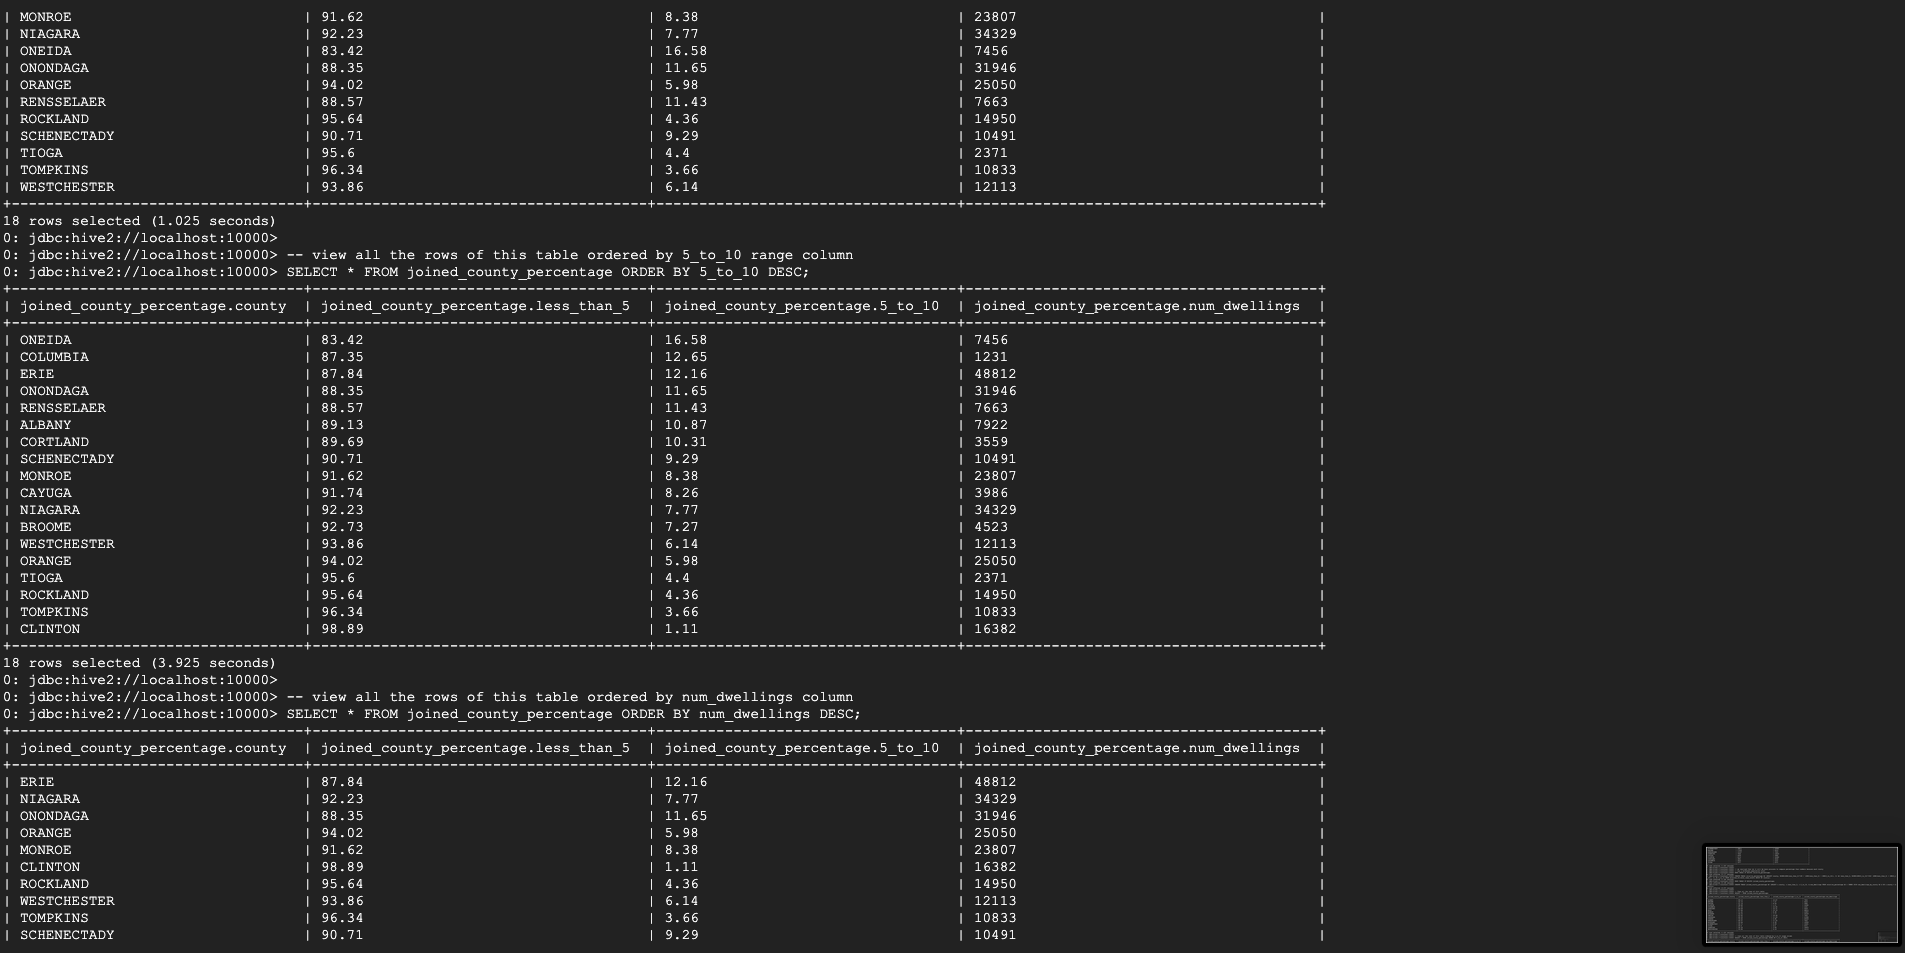 | MONROE | 91.62 | 8.38 | 23807 |
| NIAGARA | 92.23 | 7.77 | 34329 |
| ONEIDA | 83.42 | 16.58 | 7456 |
| ONONDAGA | 88.35 | 11.65 | 31946 |
| ORANGE | 94.02 | 5.98 | 25050 |
| RENSSELAER | 88.57 | 11.43 | 7663 |
| ROCKLAND | 95.64 | 4.36 | 14950 |
| SCHENECTADY | 90.71 | 9.29 | 10491 |
| TIOGA | 95.6 | 4.4 | 2371 |
| TOMPKINS | 96.34 | 3.66 | 10833 |
| WESTCHESTER | 93.86 | 6.14 | 12113 |
18 rows selected (1.025 seconds)
0: jdbc:hive2://localhost:10000>
0: jdbc:hive2://localhost:10000> -- view all the rows of this table ordered by 5_to_10 range column
0: jdbc:hive2://localhost:10000> SELECT * FROM joined_county_percentage ORDER BY 5_to_10 DESC;
| joined_county_percentage.county | joined_county_percentage.less_than_5 | joined_county_percentage.5_to_10 | joined_county_percentage.num_dwellings |
| ONEIDA | 83.42 | 16.58 | 7456 |
| COLUMBIA | 87.35 | 12.65 | 1231 |
| ERIE | 87.84 | 12.16 | 48812 |
| ONONDAGA | 88.35 | 11.65 | 31946 |
| RENSSELAER | 88.57 | 11.43 | 7663 |
| ALBANY | 89.13 | 10.87 | 7922 |
| CORTLAND | 89.69 | 10.31 | 3559 |
| SCHENECTADY | 90.71 | 9.29 | 10491 |
| MONROE | 91.62 | 8.38 | 23807 |
| CAYUGA | 91.74 | 8.26 | 3986 |
| NIAGARA | 92.23 | 7.77 | 34329 |
| BROOME | 92.73 | 7.27 | 4523 |
| WESTCHESTER | 93.86 | 6.14 | 12113 |
| ORANGE | 94.02 | 5.98 | 25050 |
| TIOGA | 95.6 | 4.4 | 2371 |
| ROCKLAND | 95.64 | 4.36 | 14950 |
| TOMPKINS | 96.34 | 3.66 | 10833 |
| CLINTON | 98.89 | 1.11 | 16382 |
18 rows selected (3.925 seconds)
0: jdbc:hive2://localhost:10000>
0: jdbc:hive2://localhost:10000> -- view all the rows of this table ordered by num_dwellings column
0: jdbc:hive2://localhost:10000> SELECT * FROM joined_county_percentage ORDER BY num_dwellings DESC;
| joined_county_percentage.county | joined_county_percentage.less_than_5 | joined_county_percentage.5_to_10 | joined_county_percentage.num_dwellings |
| ERIE | 87.84 | 12.16 | 48812 |
| NIAGARA | 92.23 | 7.77 | 34329 |
| ONONDAGA | 88.35 | 11.65 | 31946 |
| ORANGE | 94.02 | 5.98 | 25050 |
| MONROE | 91.62 | 8.38 | 23807 |
| CLINTON | 98.89 | 1.11 | 16382 |
| ROCKLAND | 95.64 | 4.36 | 14950 |
| WESTCHESTER | 93.86 | 6.14 | 12113 |
| TOMPKINS | 96.34 | 3.66 | 10833 |
| SCHENECTADY | 90.71 | 9.29 | 10491 |